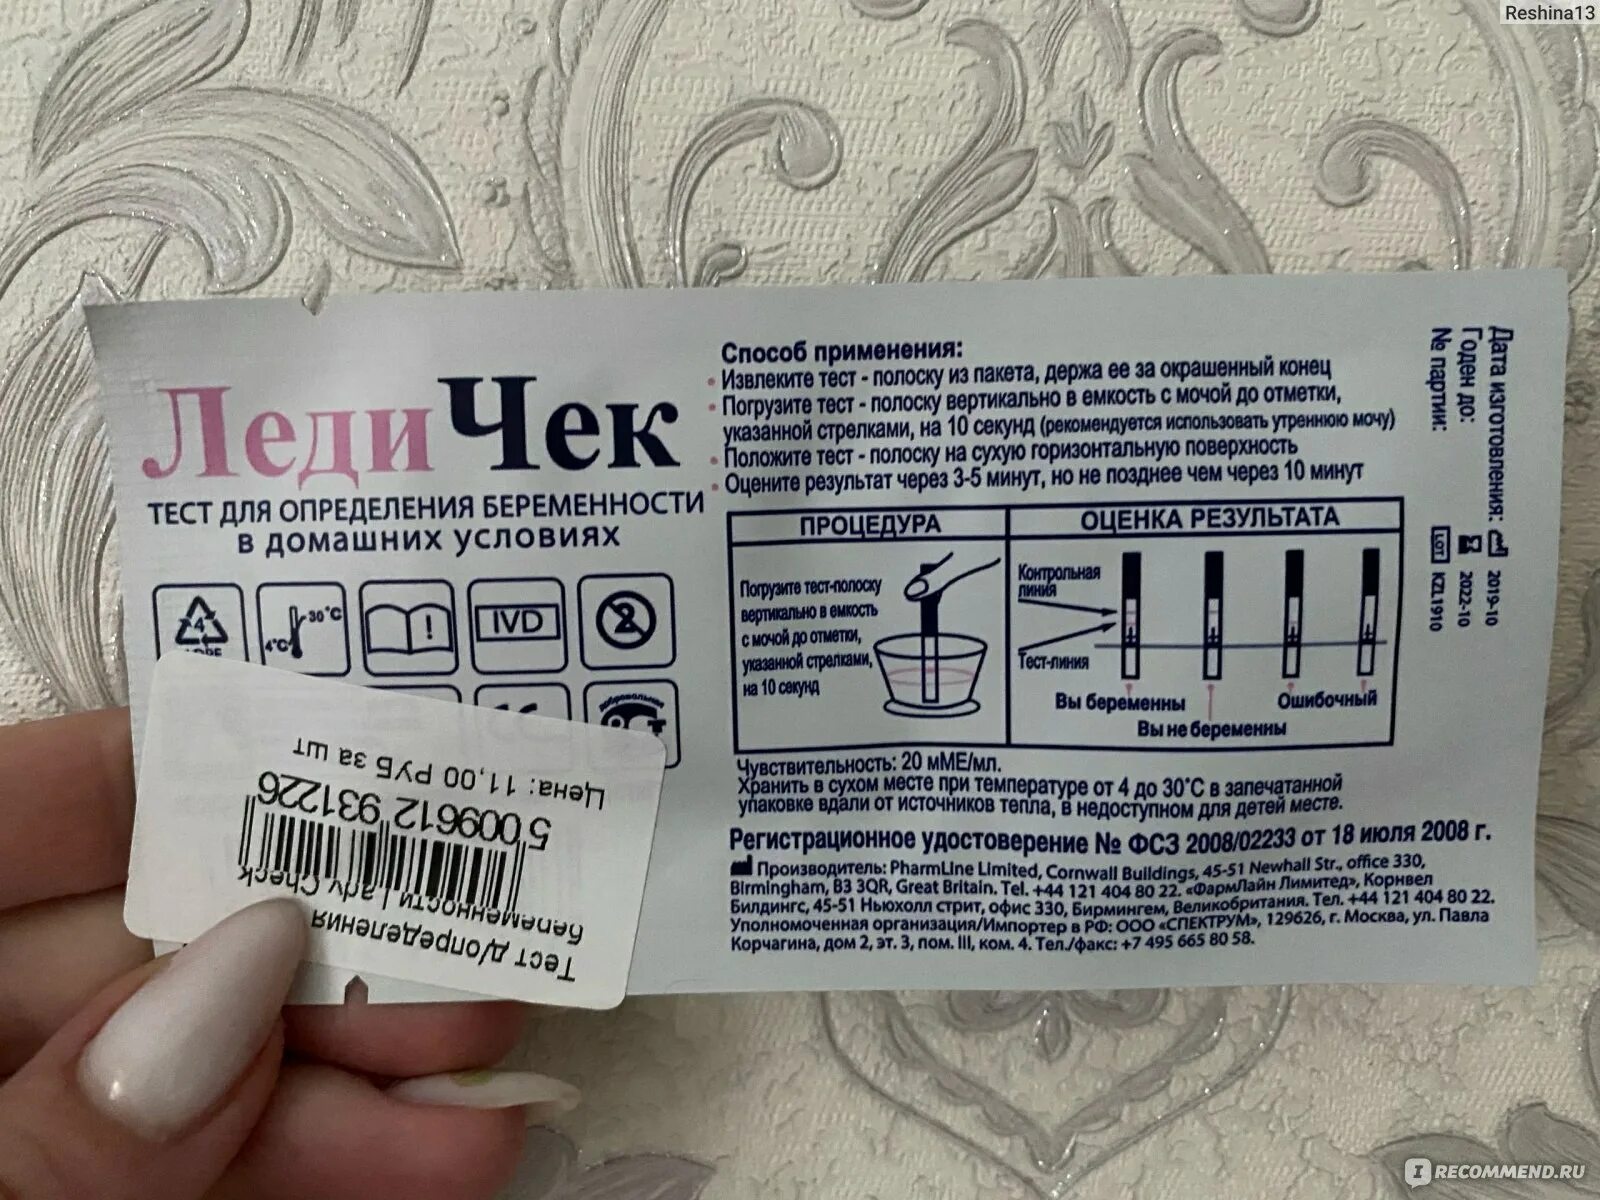 Reshina13
ЛедиЧек
ТЕСТ ДЛЯ ОПРЕДЕЛЕНИЯ БЕРЕМЕННОСТИ
В ДОМАШНИХ УСЛОВИЯХ
4
4°C
30°C
!
IVD
2
Добровольная
Тест д/определения
беременности Lady Check
5 009612 931226
Цена: 11,00 РУБ за шт
Способ применения:
• Извлеките тест - полоску из пакета, держа ее за окрашенный конец
• Погрузите тест - полоску вертикально в емкость с мочой до отметки,
указанной стрелками, на 10 секунд (рекомендуется использовать утреннюю мочу)
• Положите тест - полоску на сухую горизонтальную поверхность
• Оцените результат через 3-5 минут, но не позднее чем через 10 минут
ПРОЦЕДУРА
Погрузите тест-полоску
вертикально в емкость
с мочой до отметки,
указанной стрелками,
на 10 секунд
ОЦЕНКА РЕЗУЛЬТАТА
Контрольная
линия
Тест-линия
Вы беременны
Вы не беременны
Ошибочный
Чувствительность: 20 мМЕ/мл.
Хранить в сухом месте при температуре от 4 до 30°С в запечатанной
упаковке вдали от источников тепла, в недоступном для детей месте.
Регистрационное удостоверение № ФСЗ 2008/02233 от 18 июля 2008 г.
Производитель: PharmLine Limited, Cornwall Buildings, 45-51 Newhall Str., office 330,
Birmingham, B3 3QR, Great Britain. Tel. +44 121 404 80 22. «ФармЛайн Лимитед», Корнвел
Билдингс, 45-51 Ньюхолл стрит, офис 330, Бирмингем, Великобритания. Тел. +44 121 404 80 22.
Уполномоченная организация/Импортер в РФ: ООО «СПЕКТРУМ», 129626, г. Москва, ул. Павла
Корчагина, дом 2, эт. 3, пом. III, ком. 4. Тел./факс: +7 495 665 80 58.
Дата изготовления: 2019-10
Годен до: 2022-10
№ партии: LOT KZL1910
RECOMMEND.RU